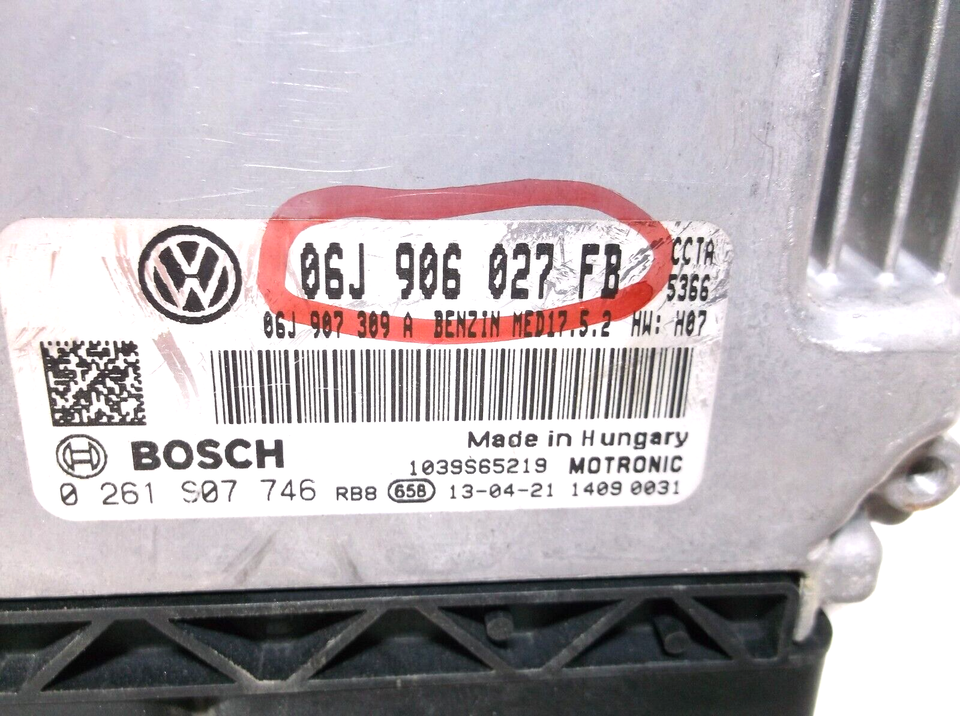 06J 906 027 FB CCTA
5366
06J 907 309 A BENZIN MED17.5.2 HW: H07
BOSCH
Made in Hungary
1039S65219 MOTRONIC
0 261 S07 746 RB8 658 13-04-21 1409 0031